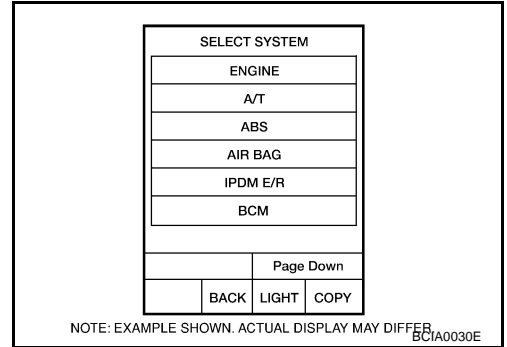 SELECT SYSTEM
ENGINE
A/T
ABS
AIR BAG
IPDM E/R
BCM
Page Down
BACK LIGHT COPY
NOTE: EXAMPLE SHOWN. ACTUAL DISPLAY MAY DIFFER.
BCIA0030E